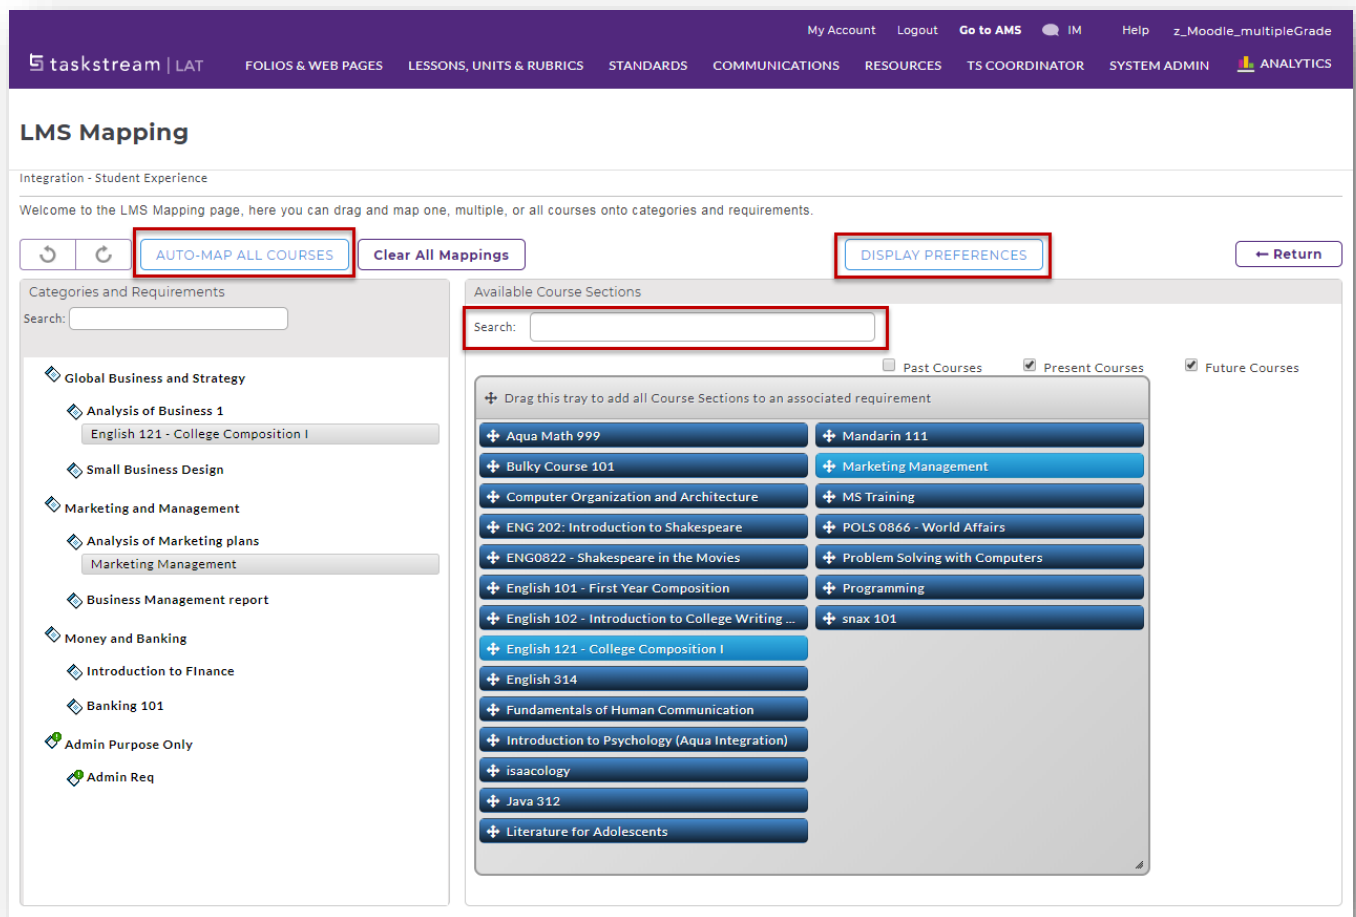 My Account Logout Go to AMS IM Help z_Moodle_multipleGrade
taskstream | LAT FOLIOS & WEB PAGES LESSONS, UNITS & RUBRICS STANDARDS COMMUNICATIONS RESOURCES TS COORDINATOR SYSTEM ADMIN ANALYTICS
LMS Mapping
Integration - Student Experience
Welcome to the LMS Mapping page, here you can drag and map one, multiple, or all courses onto categories and requirements.
AUTO-MAP ALL COURSES Clear All Mappings DISPLAY PREFERENCES ← Return
Categories and Requirements
Search:
Global Business and Strategy
Analysis of Business 1
English 121 - College Composition I
Small Business Design
Marketing and Management
Analysis of Marketing plans
Marketing Management
Business Management report
Money and Banking
Introduction to FInance
Banking 101
Admin Purpose Only
Admin Req
Available Course Sections
Search:
Past Courses Present Courses Future Courses
Drag this tray to add all Course Sections to an associated requirement
Aqua Math 999
Bulky Course 101
Computer Organization and Architecture
ENG 202: Introduction to Shakespeare
ENG0822 - Shakespeare in the Movies
English 101 - First Year Composition
English 102 - Introduction to College Writing ...
English 121 - College Composition I
English 314
Fundamentals of Human Communication
Introduction to Psychology (Aqua Integration)
isaacology
Java 312
Literature for Adolescents
Mandarin 111
Marketing Management
MS Training
POLS 0866 - World Affairs
Problem Solving with Computers
Programming
snax 101